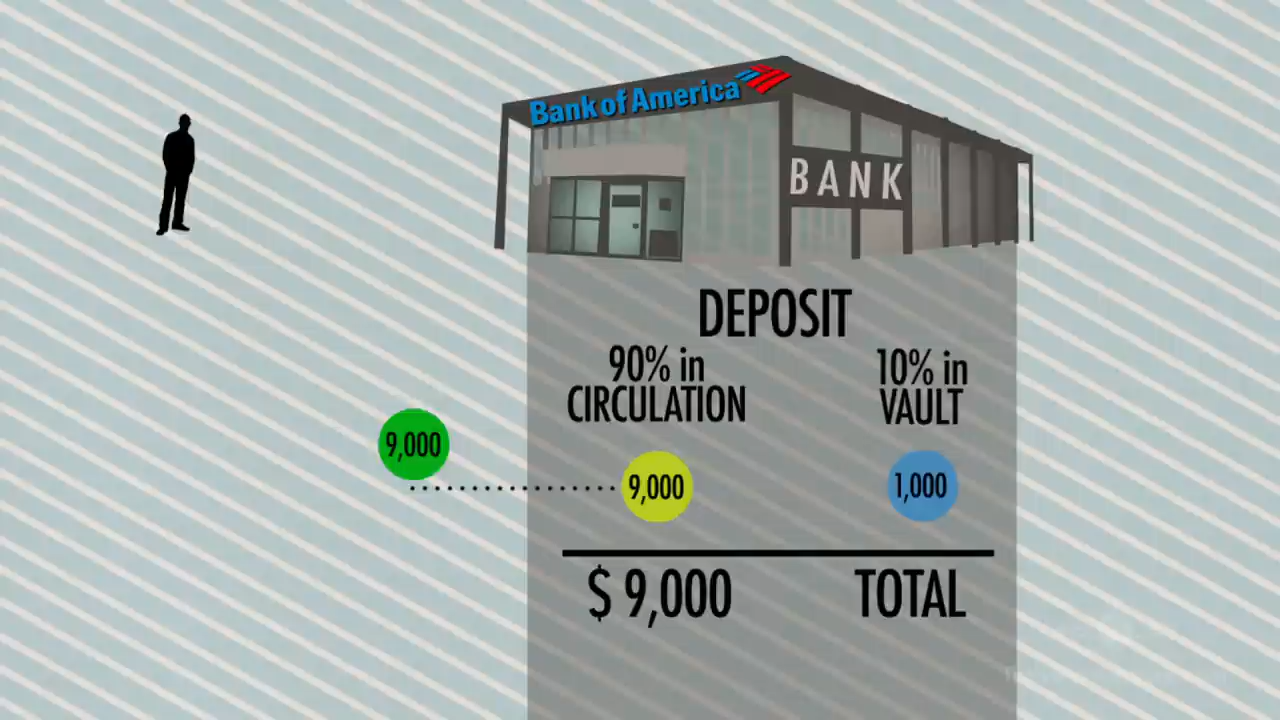 Bank of America
BANK
DEPOSIT
90% in 10% in
CIRCULATION VAULT
9,000
9,000 1,000
$ 9,000 TOTAL